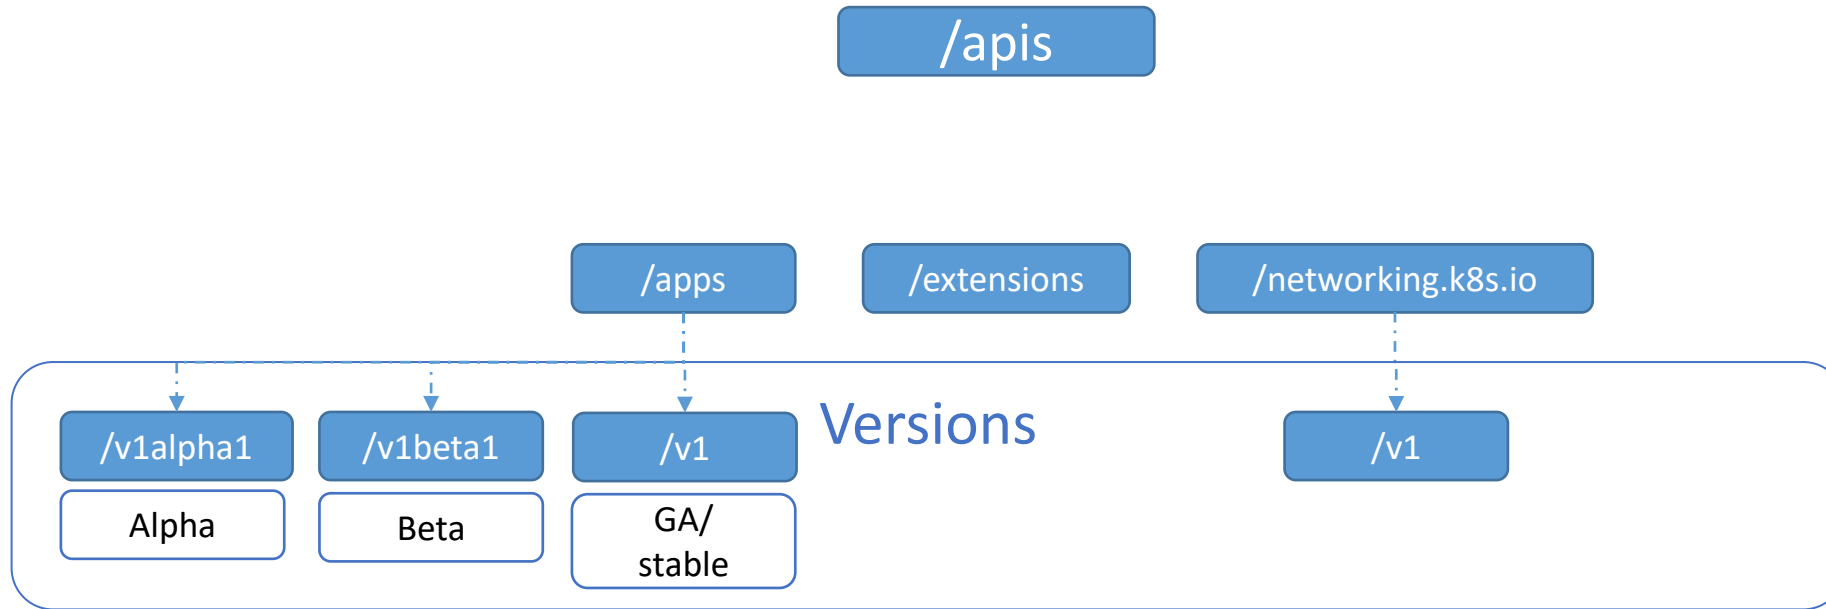 /apis
/apps
/extensions
/networking.k8s.io
Versions
/v1alpha1
/v1beta1
/v1
/v1
Alpha
Beta
GA/
stable